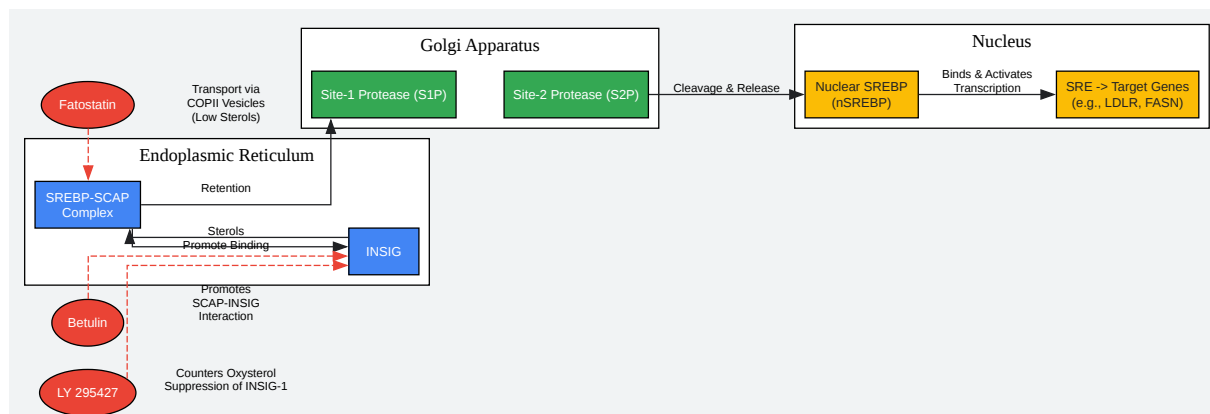 Golgi Apparatus
Nucleus
Site-1 Protease (S1P)
Site-2 Protease (S2P)
Cleavage & Release
Nuclear SREBP
(nSREBP)
Binds & Activates
Transcription
SRE -> Target Genes
(e.g., LDLR, FASN)
Fatostatin
Transport via
COPII Vesicles
(Low Sterols)
Endoplasmic Reticulum
SREBP-SCAP
Complex
Retention
Sterols
Promote Binding
INSIG
Promotes
SCAP-INSIG
Interaction
Betulin
Counters Oxysterol
Suppression of INSIG-1
LY 295427